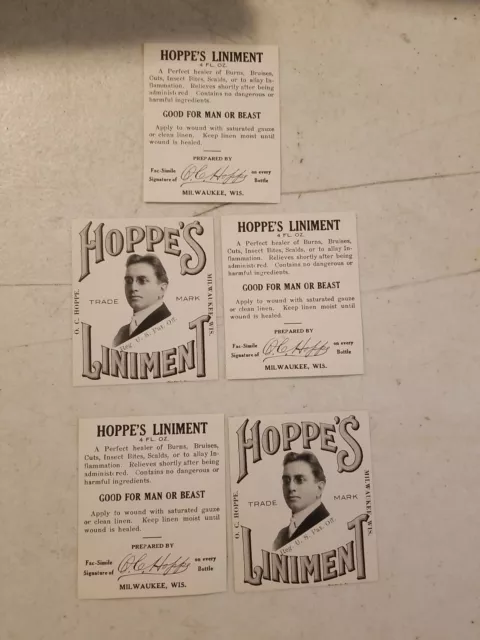 HOPPE'S LINIMENT
4 FL. OZ.
A Perfect healer of Burns, Bruises,
Cuts, Insect Bites, Scalds, or to allay In-
flammation. Relieves shortly after being
administered. Contains no dangerous or
harmful ingredients.
GOOD FOR MAN OR BEAST
Apply to wound with saturated gauze
or clean linen. Keep linen moist until
wound is healed.
PREPARED BY
Fac-Simile Signature of O.C. Hoppe on every Bottle
MILWAUKEE, WIS.
HOPPE'S
O. C. HOPPE.
TRADE MARK
MILWAUKEE, WIS.
Reg. U. S. Pat. Off.
LINIMENT
HOPPE'S LINIMENT
4 FL. OZ.
A Perfect healer of Burns, Bruises,
Cuts, Insect Bites, Scalds, or to allay In-
flammation. Relieves shortly after being
administered. Contains no dangerous or
harmful ingredients.
GOOD FOR MAN OR BEAST
Apply to wound with saturated gauze
or clean linen. Keep linen moist until
wound is healed.
PREPARED BY
Fac-Simile Signature of O.C. Hoppe on every Bottle
MILWAUKEE, WIS.
HOPPE'S LINIMENT
4 FL. OZ.
A Perfect healer of Burns, Bruises,
Cuts, Insect Bites, Scalds, or to allay In-
flammation. Relieves shortly after being
administered. Contains no dangerous or
harmful ingredients.
GOOD FOR MAN OR BEAST
Apply to wound with saturated gauze
or clean linen. Keep linen moist until
wound is healed.
PREPARED BY
Fac-Simile Signature of O.C. Hoppe on every Bottle
MILWAUKEE, WIS.
HOPPE'S
O. C. HOPPE.
TRADE MARK
MILWAUKEE, WIS.
Reg. U. S. Pat. Off.
LINIMENT